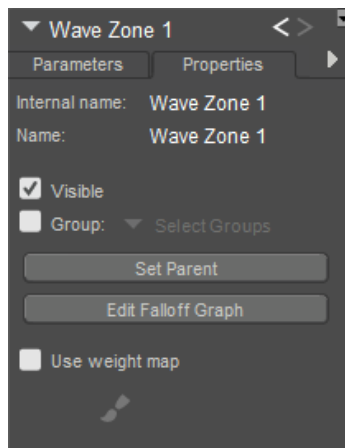 Wave Zone 1
Parameters Properties
Internal name: Wave Zone 1
Name: Wave Zone 1
Visible
Group: Select Groups
Set Parent
Edit Falloff Graph
Use weight map